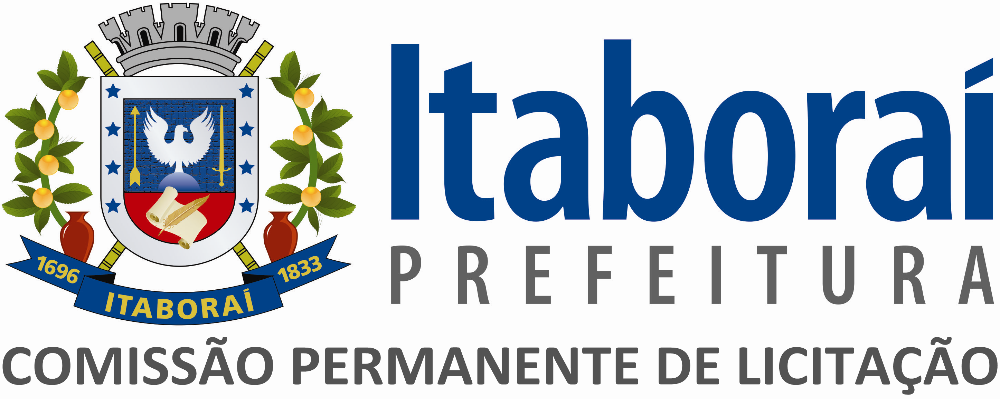 Itaboraí
PREFEITURA
1696
1833
ITABORAÍ
COMISSÃO PERMANENTE DE LICITAÇÃO